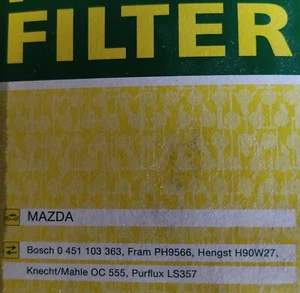 FILTER
MAZDA
Bosch 0 451 103 363, Fram PH9566, Hengst H90W27,
Knecht/Mahle OC 555, Purflux LS357